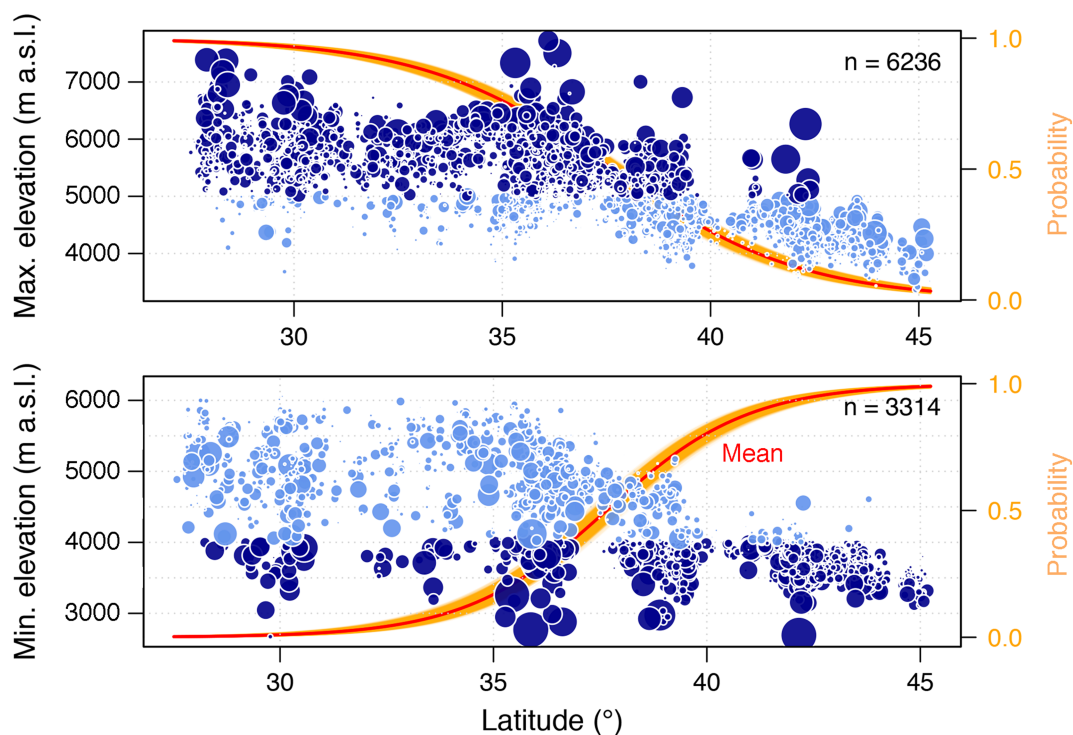 Max. elevation (m a.s.l.)
7000
6000
5000
4000
n = 6236
1.0
0.5
0.0
Probability
30
35
40
45
Min. elevation (m a.s.l.)
6000
5000
4000
3000
n = 3314
Mean
1.0
0.5
0.0
Probability
30
35
40
45
Latitude (°)